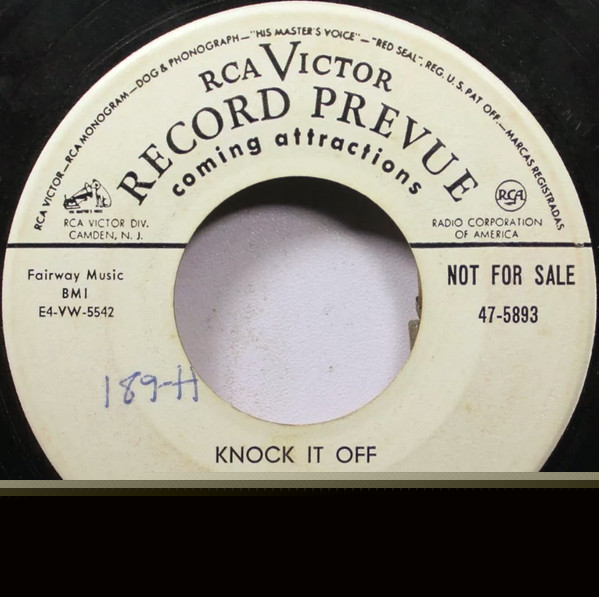 RCA VICTOR—RCA MONOGRAM—DOG & PHONOGRAPH—"HIS MASTER'S VOICE"—"RED SEAL", REG. U.S. PAT OFF.—MARCAS REGISTRADAS
RCA VICTOR
RECORD PREVUE
coming attractions
RCA
RCA VICTOR DIV.
CAMDEN, N. J.
RADIO CORPORATION
OF AMERICA
Fairway Music
BMI
E4-VW-5542
NOT FOR SALE
47-5893
189-H
KNOCK IT OFF